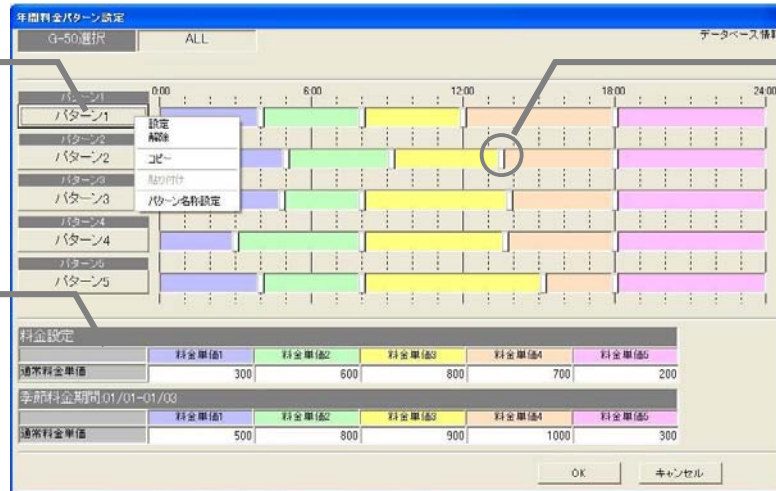 年間料金パターン設定
G-50選択 ALL データベース情報
0:00 6:00 12:00 18:00 24:00
パターン1
パターン1
設定
解除
コピー
貼り付け
パターン名称設定
パターン2
パターン2
パターン3
パターン3
パターン4
パターン4
パターン5
パターン5
料金設定
料金単価1 料金単価2 料金単価3 料金単価4 料金単価5
通常料金単価 300 600 800 700 200
季節料金期間:01/01-01/03
料金単価1 料金単価2 料金単価3 料金単価4 料金単価5
通常料金単価 500 800 900 1000 300
OK キャンセル